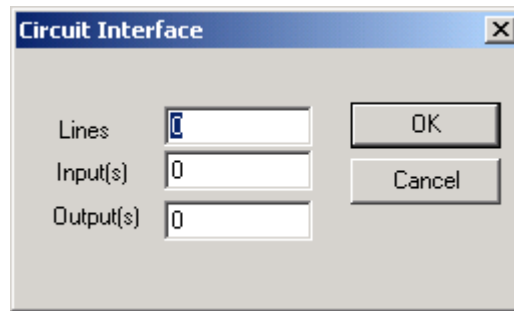 Circuit Interface
Lines 0 OK
Input(s) 0 Cancel
Output(s) 0